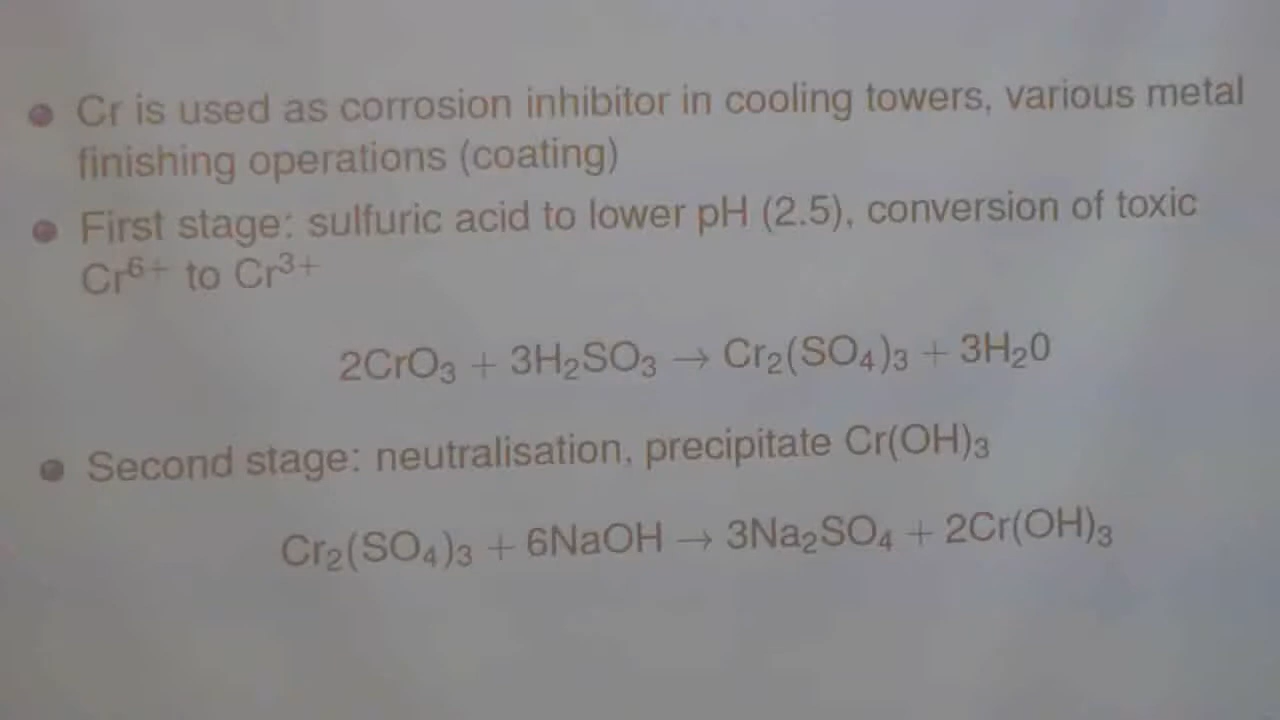 • Cr is used as corrosion inhibitor in cooling towers, various metal
finishing operations (coating)
• First stage: sulfuric acid to lower pH (2.5), conversion of toxic
Cr⁶⁺ to Cr³⁺
2CrO₃ + 3H₂SO₃ → Cr₂(SO₄)₃ + 3H₂0
• Second stage: neutralisation, precipitate Cr(OH)₃
Cr₂(SO₄)₃ + 6NaOH → 3Na₂SO₄ + 2Cr(OH)₃